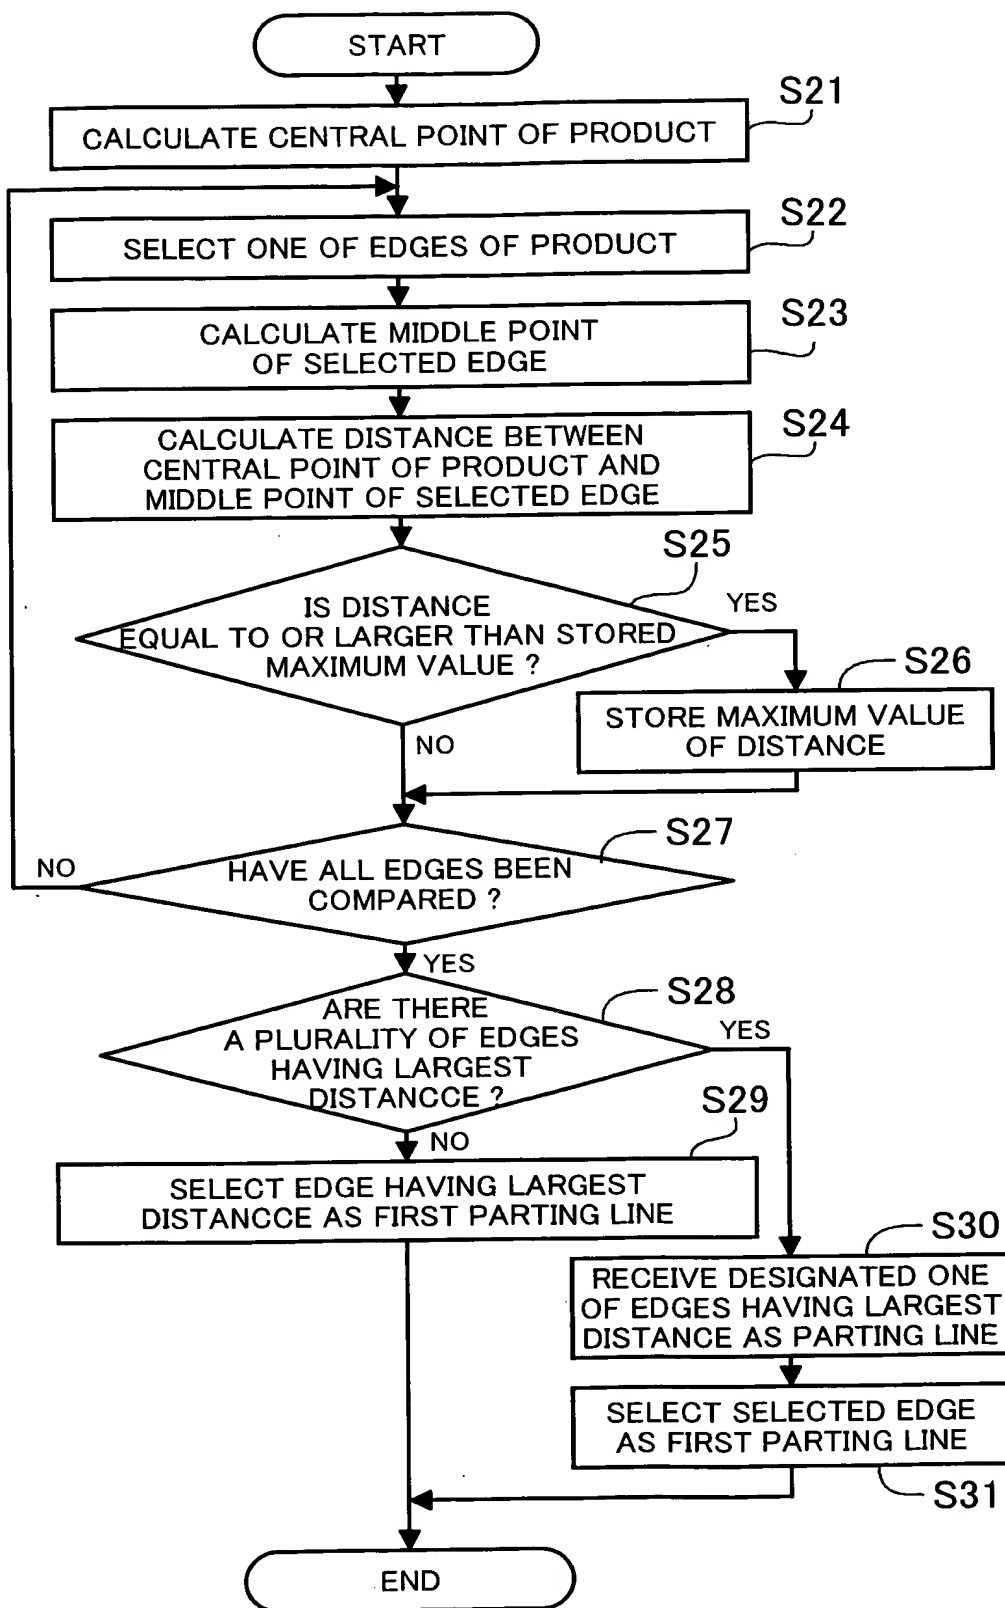 START
S21
CALCULATE CENTRAL POINT OF PRODUCT
S22
SELECT ONE OF EDGES OF PRODUCT
S23
CALCULATE MIDDLE POINT
OF SELECTED EDGE
S24
CALCULATE DISTANCE BETWEEN
CENTRAL POINT OF PRODUCT AND
MIDDLE POINT OF SELECTED EDGE
S25
IS DISTANCE
EQUAL TO OR LARGER THAN STORED
MAXIMUM VALUE ?
YES
S26
STORE MAXIMUM VALUE
OF DISTANCE
NO
S27
HAVE ALL EDGES BEEN
COMPARED ?
NO
YES
S28
ARE THERE
A PLURALITY OF EDGES
HAVING LARGEST
DISTANCCE ?
YES
NO
S29
SELECT EDGE HAVING LARGEST
DISTANCCE AS FIRST PARTING LINE
S30
RECEIVE DESIGNATED ONE
OF EDGES HAVING LARGEST
DISTANCE AS PARTING LINE
SELECT SELECTED EDGE
AS FIRST PARTING LINE
S31
END